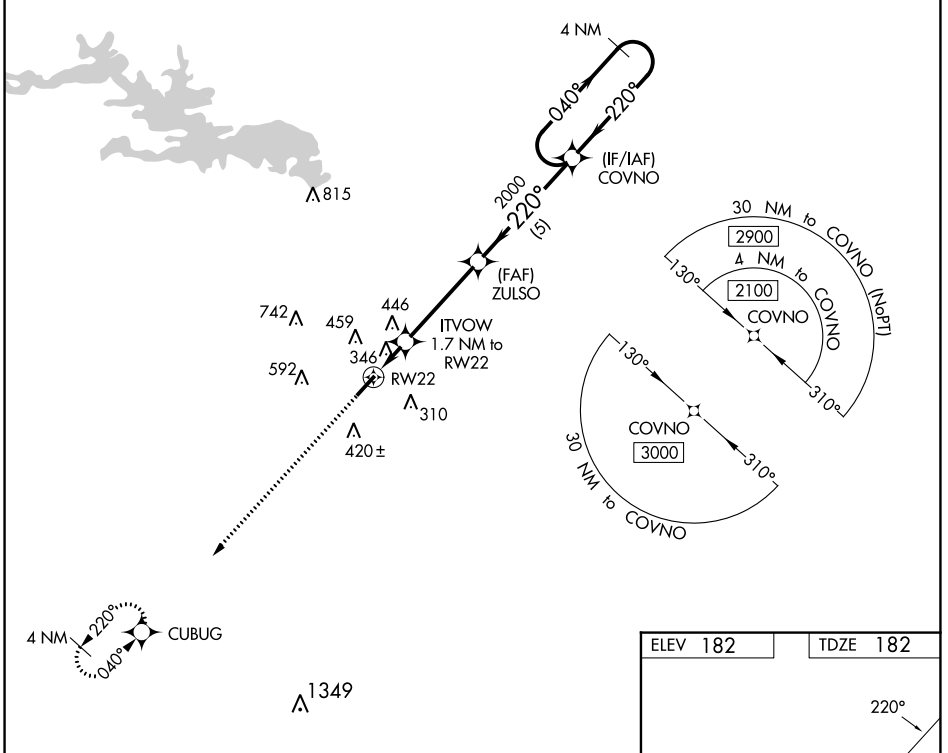 4 NM
040°
220°
(IF/IAF)
COVNO
2000
220°
(5)
815
30 NM to COVNO (NoPT)
2900
4 NM to COVNO
2100
130°
COVNO
310°
(FAF)
ZULSO
742
459
446
ITVOW
1.7 NM to
RW22
346
592
RW22
310
420±
130°
COVNO
3000
310°
30 NM to COVNO
4 NM
220°
040°
CUBUG
1349
ELEV 182
TDZE 182
220°